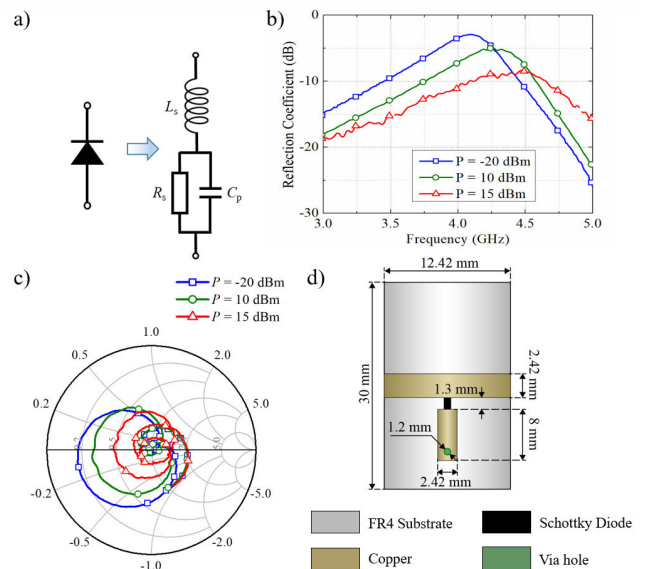 a)
L_s
R_s
C_p
b)
Reflection Coefficient (dB)
0
-10
-20
-30
P = -20 dBm
P = 10 dBm
P = 15 dBm
3.0 3.5 4.0 4.5 5.0
Frequency (GHz)
c)
P = -20 dBm
P = 10 dBm
P = 15 dBm
1.0
0.5 2.0
0.2 5.0
-0.2 -5.0
-0.5 -2.0
-1.0
d)
12.42 mm
30 mm
2.42 mm
1.3 mm
8 mm
1.2 mm
2.42 mm
FR4 Substrate
Schottky Diode
Copper
Via hole